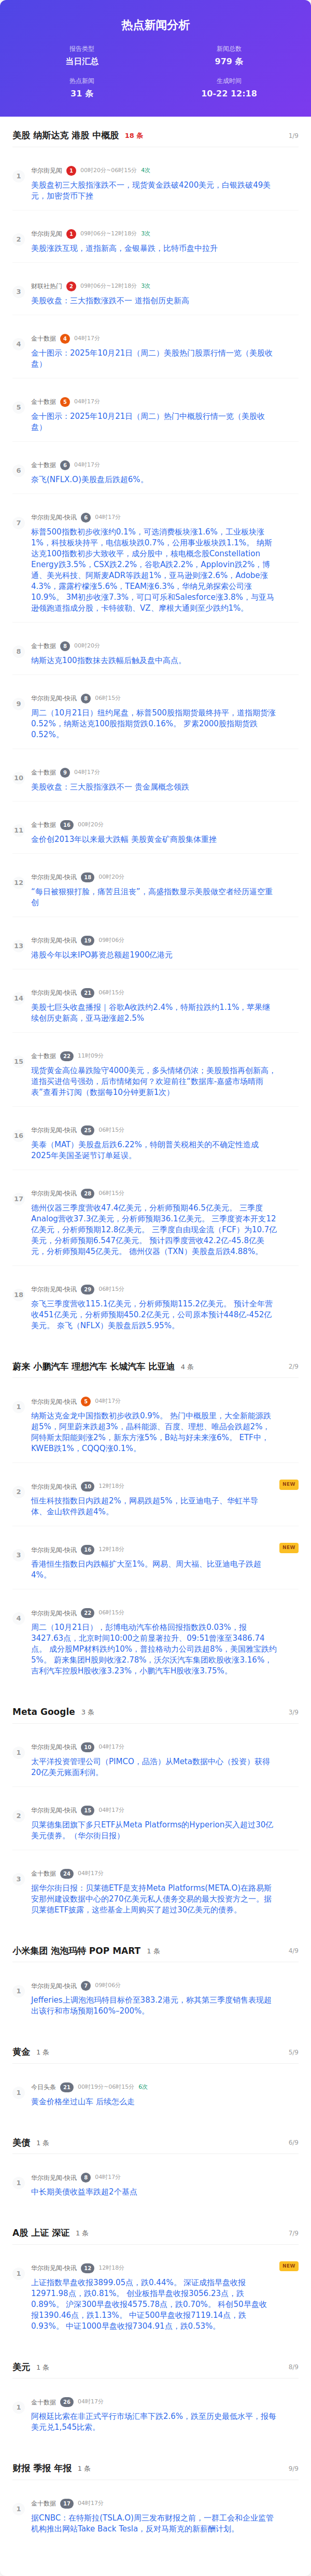 热点新闻分析
报告类型
新闻总数
当日汇总
979 条
热点新闻
生成时间
31 条
10-22 12:18
美股 纳斯达克 港股 中概股 18 条 1/9
1
华尔街见闻 1 00时20分~06时15分 4次
美股盘初三大股指涨跌不一，现货黄金跌破4200美元，白银跌破49美
元，加密货币下挫
2
华尔街见闻 1 09时06分~12时18分 3次
美股涨跌互现，道指新高，金银暴跌，比特币盘中拉升
3
财联社热门 2 09时06分~12时18分 3次
美股收盘：三大指数涨跌不一 道指创历史新高
4
金十数据 4 04时17分
金十图示：2025年10月21日（周二）美股热门股票行情一览（美股收
盘）
5
金十数据 5 04时17分
金十图示：2025年10月21日（周二）热门中概股行情一览（美股收
盘）
6
金十数据 6 04时17分
奈飞(NFLX.O)美股盘后跌超6%。
7
华尔街见闻-快讯 6 04时17分
标普500指数初步收涨约0.1%，可选消费板块涨1.6%，工业板块涨
1%，科技板块持平，电信板块跌0.7%，公用事业板块跌1.1%。 纳斯
达克100指数初步大致收平，成分股中，核电概念股Constellation
Energy跌3.5%，CSX跌2.2%，谷歌A跌2.2%，Applovin跌2%，博
通、美光科技、阿斯麦ADR等跌超1%，亚马逊则涨2.6%，Adobe涨
4.3%，露露柠檬涨5.6%，TEAM涨6.3%，华纳兄弟探索公司涨
10.9%。 3M初步收涨7.3%，可口可乐和Salesforce涨3.8%，与亚马
逊领跑道指成分股，卡特彼勒、VZ、摩根大通则至少跌约1%。
8
金十数据 8 00时20分
纳斯达克100指数抹去跌幅后触及盘中高点。
9
华尔街见闻-快讯 8 06时15分
周二（10月21日）纽约尾盘，标普500股指期货最终持平，道指期货涨
0.52%，纳斯达克100股指期货跌0.16%。 罗素2000股指期货跌
0.52%。
10
金十数据 9 04时17分
美股收盘：三大股指涨跌不一 贵金属概念领跌
11
金十数据 16 00时20分
金价创2013年以来最大跌幅 美股黄金矿商股集体重挫
12
华尔街见闻-快讯 18 00时20分
“每日被狠狠打脸，痛苦且沮丧”，高盛指数显示美股做空者经历逼空重
创
13
华尔街见闻-快讯 19 09时06分
港股今年以来IPO募资总额超1900亿港元
14
华尔街见闻-快讯 21 06时15分
美股七巨头收盘播报｜谷歌A收跌约2.4%，特斯拉跌约1.1%，苹果继
续创历史新高，亚马逊涨超2.5%
15
金十数据 22 11时09分
现货黄金高位暴跌险守4000美元，多头情绪仍浓；美股股指再创新高，
道指买进信号强劲，后市情绪如何？欢迎前往“数据库-嘉盛市场晴雨
表”查看并订阅（数据每10分钟更新1次）
16
华尔街见闻-快讯 25 06时15分
美泰（MAT）美股盘后跌6.22%，特朗普关税相关的不确定性造成
2025年美国圣诞节订单延误。
17
华尔街见闻-快讯 28 06时15分
德州仪器三季度营收47.4亿美元，分析师预期46.5亿美元。 三季度
Analog营收37.3亿美元，分析师预期36.1亿美元。 三季度资本开支12
亿美元，分析师预期12.8亿美元。 三季度自由现金流（FCF）为10.7亿
美元，分析师预期6.547亿美元。 预计四季度营收42.2亿-45.8亿美
元，分析师预期45亿美元。 德州仪器（TXN）美股盘后跌4.88%。
18
华尔街见闻-快讯 29 06时15分
奈飞三季度营收115.1亿美元，分析师预期115.2亿美元。 预计全年营
收451亿美元，分析师预期450.2亿美元，公司原本预计448亿-452亿
美元。 奈飞（NFLX）美股盘后跌5.95%。
蔚来 小鹏汽车 理想汽车 长城汽车 比亚迪 4 条 2/9
1
华尔街见闻-快讯 5 04时17分
纳斯达克金龙中国指数初步收跌0.9%。 热门中概股里，大全新能源跌
超5%，阿里蔚来跌超3%，晶科能源、百度、理想、唯品会跌超2%，
阿特斯太阳能则涨2%，新东方涨5%，B站与好未来涨6%。 ETF中，
KWEB跌1%，CQQQ涨0.1%。
2
华尔街见闻-快讯 10 12时18分 NEW
恒生科技指数日内跌超2%，网易跌超5%，比亚迪电子、华虹半导
体、金山软件跌超4%。
3
华尔街见闻-快讯 16 12时18分 NEW
香港恒生指数日内跌幅扩大至1%。网易、周大福、比亚迪电子跌超
4%。
4
华尔街见闻-快讯 22 06时15分
周二（10月21日），彭博电动汽车价格回报指数跌0.03%，报
3427.63点，北京时间10:00之前显著拉升、09:51曾涨至3486.74
点。 成分股MP材料跌约10%，普拉格动力公司跌超8%，美国雅宝跌约
5%。 蔚来集团H股则收涨2.78%，沃尔沃汽车集团欧股收涨3.16%，
吉利汽车控股H股收涨3.23%，小鹏汽车H股收涨3.75%。
Meta Google 3 条 3/9
1
华尔街见闻-快讯 10 04时17分
太平洋投资管理公司（PIMCO，品浩）从Meta数据中心（投资）获得
20亿美元账面利润。
2
华尔街见闻-快讯 15 04时17分
贝莱德集团旗下多只ETF从Meta Platforms的Hyperion买入超过30亿
美元债券。（华尔街日报）
3
金十数据 24 04时17分
据华尔街日报：贝莱德ETF是支持Meta Platforms(META.O)在路易斯
安那州建设数据中心的270亿美元私人债务交易的最大投资方之一。据
贝莱德ETF披露，这些基金上周购买了超过30亿美元的债券。
小米集团 泡泡玛特 POP MART 1 条 4/9
1
华尔街见闻-快讯 7 09时06分
Jefferies上调泡泡玛特目标价至383.2港元，称其第三季度销售表现超
出该行和市场预期160%–200%。
黄金 1 条 5/9
1
今日头条 21 00时19分~06时15分 6次
黄金价格坐过山车 后续怎么走
美债 1 条 6/9
1
华尔街见闻-快讯 8 04时17分
中长期美债收益率跌超2个基点
A股 上证 深证 1 条 7/9
1
华尔街见闻-快讯 12 12时18分 NEW
上证指数早盘收报3899.05点，跌0.44%。 深证成指早盘收报
12971.98点，跌0.81%。 创业板指早盘收报3056.23点，跌
0.89%。 沪深300早盘收报4575.78点，跌0.70%。 科创50早盘收
报1390.46点，跌1.13%。 中证500早盘收报7119.14点，跌
0.93%。 中证1000早盘收报7304.91点，跌0.53%。
美元 1 条 8/9
1
金十数据 26 04时17分
阿根廷比索在非正式平行市场汇率下跌2.6%，跌至历史最低水平，报每
美元兑1,545比索。
财报 季报 年报 1 条 9/9
1
金十数据 17 04时17分
据CNBC：在特斯拉(TSLA.O)周三发布财报之前，一群工会和企业监管
机构推出网站Take Back Tesla，反对马斯克的新薪酬计划。